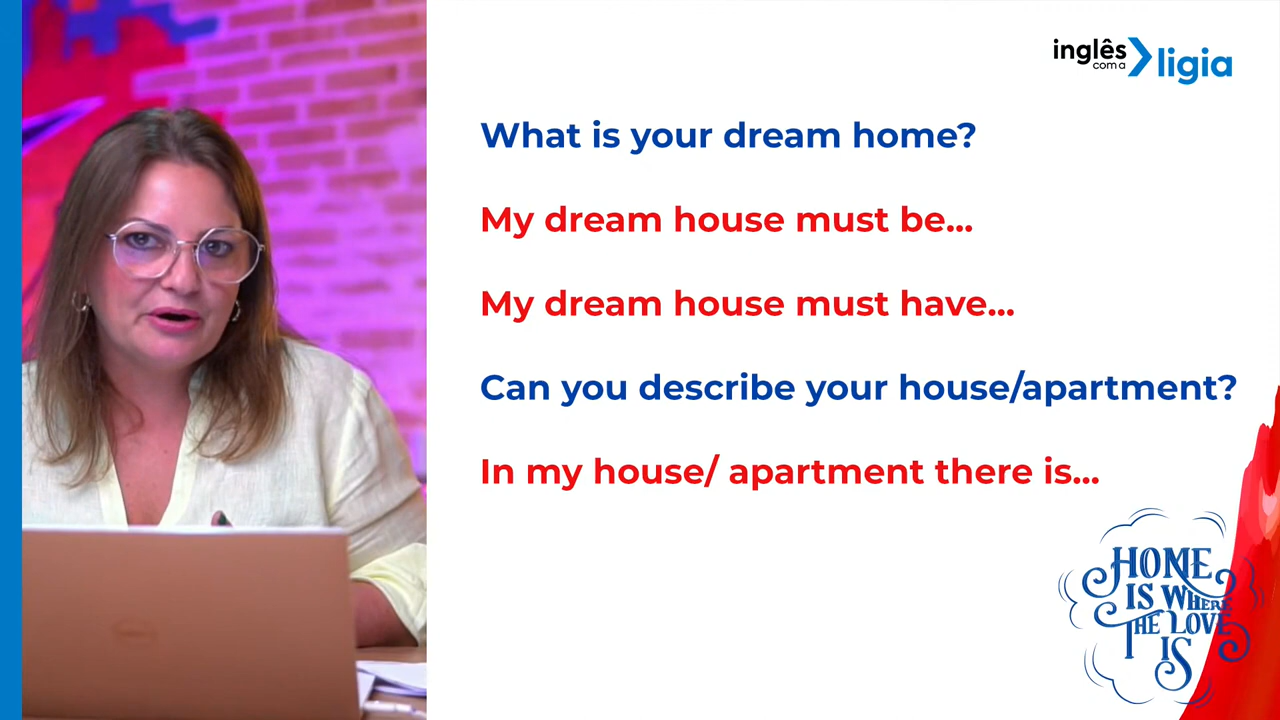 inglês
com a
ligia
What is your dream home?
My dream house must be...
My dream house must have...
Can you describe your house/apartment?
In my house/ apartment there is...
HOME
IS WHERE
THE LOVE
IS